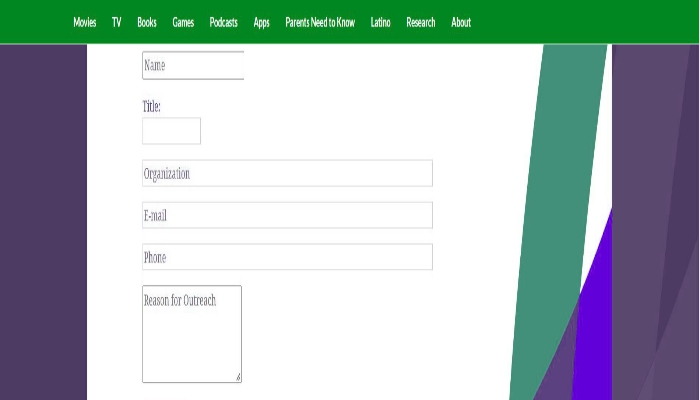 Movies TV Books Games Podcasts Apps Parents Need to Know Latino Research About
Name
Title:
Organization
E-mail
Phone
Reason for Outreach